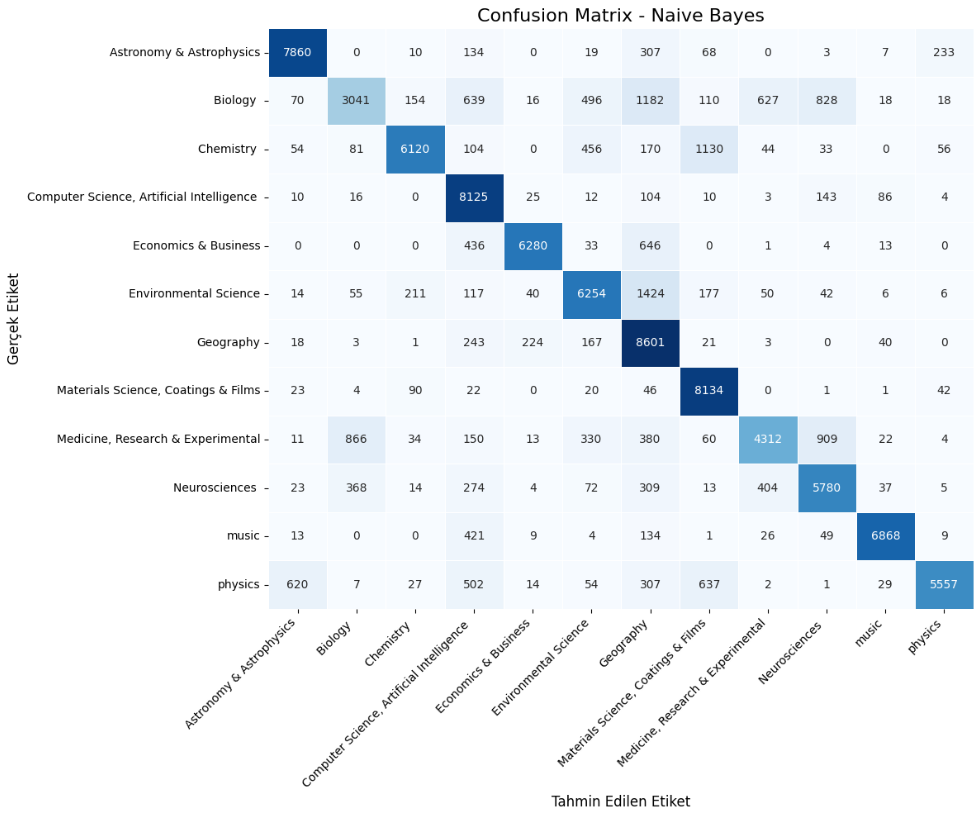 Confusion Matrix - Naive Bayes
Gerçek Etiket
Astronomy & Astrophysics 7860 0 10 134 0 19 307 68 0 3 7 233
Biology 70 3041 154 639 16 496 1182 110 627 828 18 18
Chemistry 54 81 6120 104 0 456 170 1130 44 33 0 56
Computer Science, Artificial Intelligence 10 16 0 8125 25 12 104 10 3 143 86 4
Economics & Business 0 0 0 436 6280 33 646 0 1 4 13 0
Environmental Science 14 55 211 117 40 6254 1424 177 50 42 6 6
Geography 18 3 1 243 224 167 8601 21 3 0 40 0
Materials Science, Coatings & Films 23 4 90 22 0 20 46 8134 0 1 1 42
Medicine, Research & Experimental 11 866 34 150 13 330 380 60 4312 909 22 4
Neurosciences 23 368 14 274 4 72 309 13 404 5780 37 5
music 13 0 0 421 9 4 134 1 26 49 6868 9
physics 620 7 27 502 14 54 307 637 2 1 29 5557
Astronomy & Astrophysics
Biology
Chemistry
Computer Science, Artificial Intelligence
Economics & Business
Environmental Science
Geography
Materials Science, Coatings & Films
Medicine, Research & Experimental
Neurosciences
music
physics
Tahmin Edilen Etiket